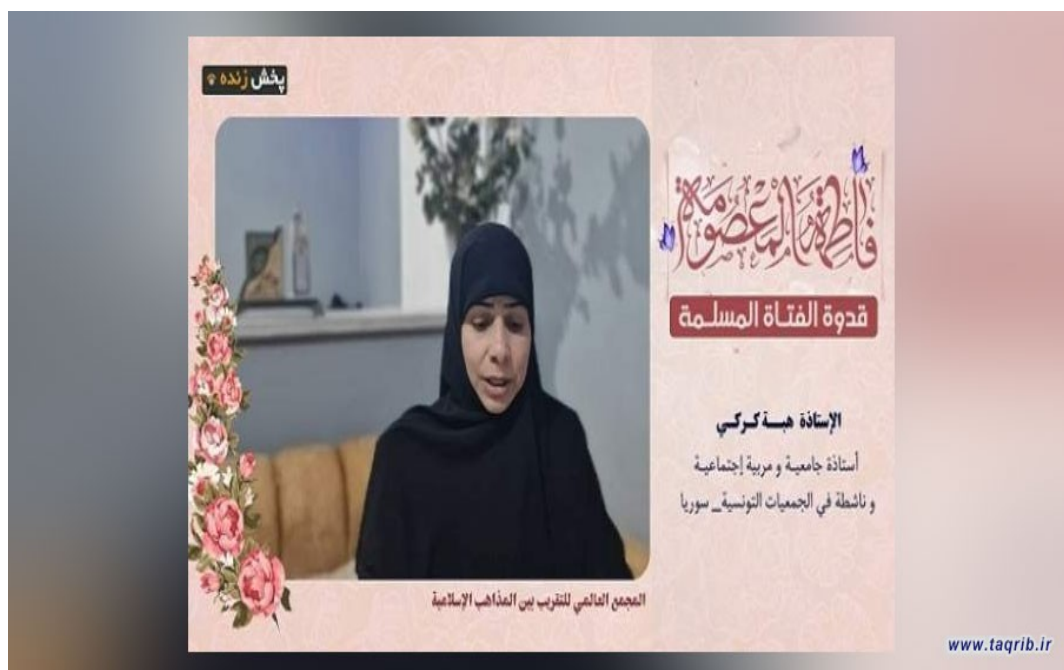 پخش زنده
فاطمة المعصومة
قدوة الفتاة المسلمة
الإستاذة هبة كركي
أستاذة جامعية و مربية إجتماعية
و ناشطة في الجمعيات التونسية_ سوريا
المجمع العالمي للتقريب بين المذاهب الإسلامية
www.taqrib.ir